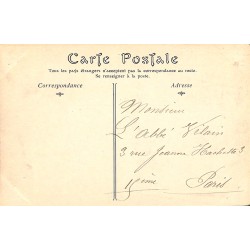 Carte Postale
Tous les pays étrangers n'acceptent pas la correspondance au recto.
Se renseigner à la poste.
Correspondance
Adresse
Monsieur
L'Abbé Vilain
3 rue Jeanne Hachette 3
Paris